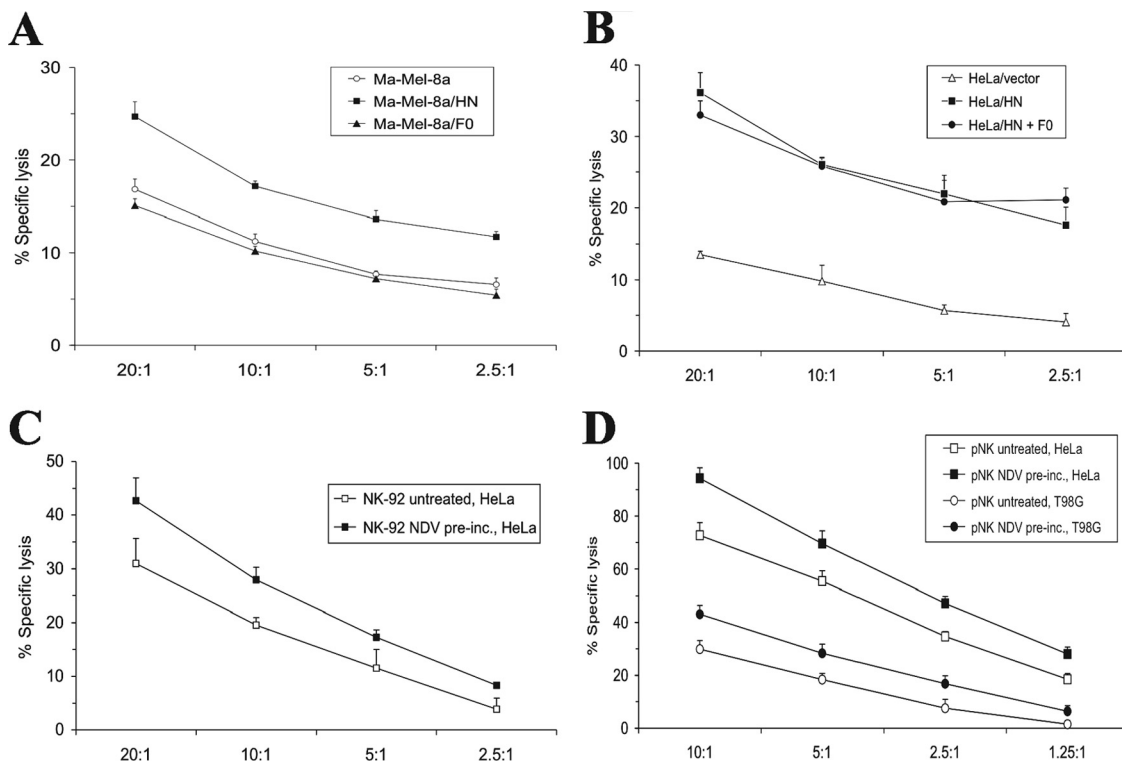 A
30
20
10
0
% Specific lysis
Ma-Mel-8a
Ma-Mel-8a/HN
Ma-Mel-8a/F0
20:1 10:1 5:1 2.5:1
B
40
30
20
10
0
% Specific lysis
HeLa/vector
HeLa/HN
HeLa/HN + F0
20:1 10:1 5:1 2.5:1
C
50
40
30
20
10
0
% Specific lysis
NK-92 untreated, HeLa
NK-92 NDV pre-inc., HeLa
20:1 10:1 5:1 2.5:1
D
100
80
60
40
20
0
% Specific lysis
pNK untreated, HeLa
pNK NDV pre-inc., HeLa
pNK untreated, T98G
pNK NDV pre-inc., T98G
10:1 5:1 2.5:1 1.25:1